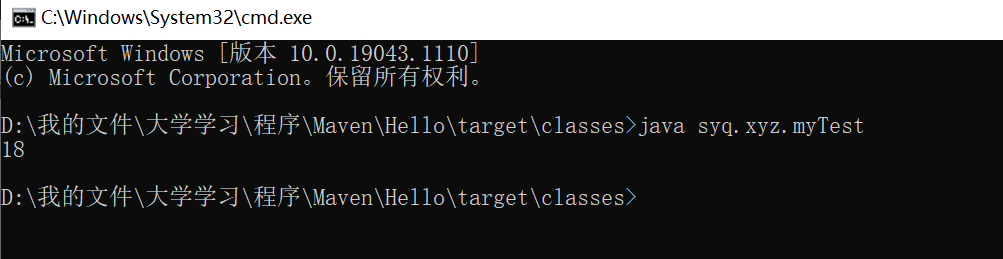 C:\Windows\System32\cmd.exe
Microsoft Windows [版本 10.0.19043.1110]
(c) Microsoft Corporation。保留所有权利。
D:\我的文件\大学学习\程序\Maven\Hello\target\classes>java syq.xyz.myTest
18
D:\我的文件\大学学习\程序\Maven\Hello\target\classes>